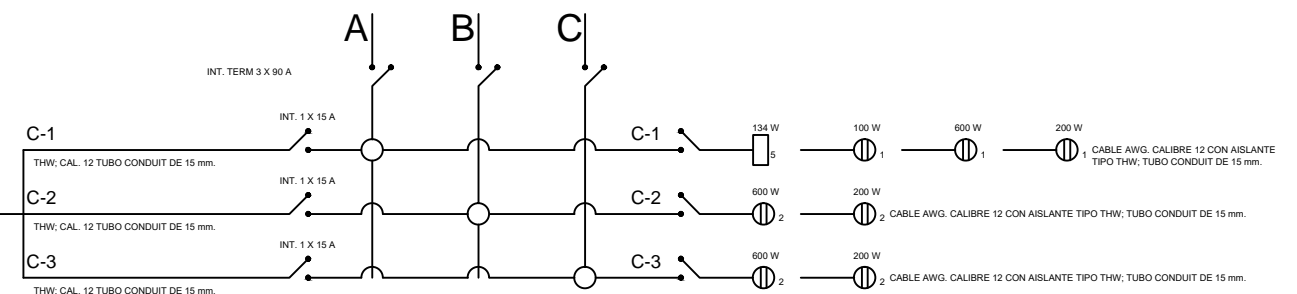 A B C
INT. TERM 3 X 90 A
INT. 1 X 15 A
C-1
C-1
134 W
5
100 W
1
600 W
1
200 W
1
CABLE AWG. CALIBRE 12 CON AISLANTE
TIPO THW; TUBO CONDUIT DE 15 mm.
THW; CAL. 12 TUBO CONDUIT DE 15 mm.
INT. 1 X 15 A
C-2
C-2
600 W
2
200 W
2
CABLE AWG. CALIBRE 12 CON AISLANTE TIPO THW; TUBO CONDUIT DE 15 mm.
THW; CAL. 12 TUBO CONDUIT DE 15 mm.
INT. 1 X 15 A
C-3
C-3
600 W
2
200 W
2
CABLE AWG. CALIBRE 12 CON AISLANTE TIPO THW; TUBO CONDUIT DE 15 mm.
THW; CAL. 12 TUBO CONDUIT DE 15 mm.